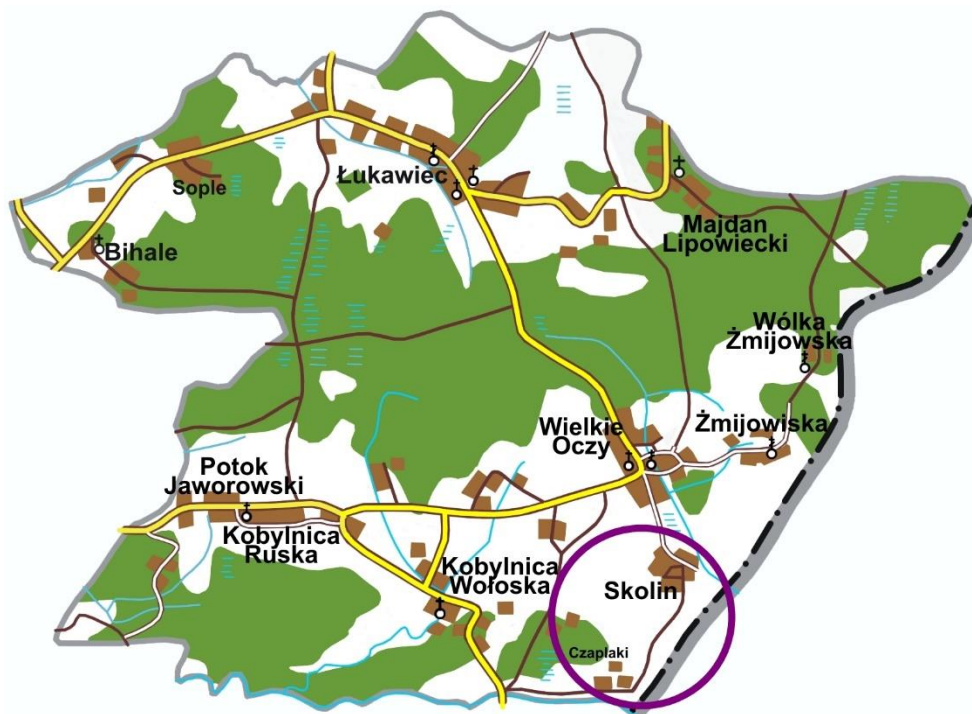 Łukawiec
Sople
Majdan
Lipowiecki
Bihale
Wólka
Żmijowska
Wielkie
Oczy
Żmijowiska
Potok
Jaworowski
Kobylnica
Ruska
Kobylnica
Wołoska
Skolin
Czaplaki